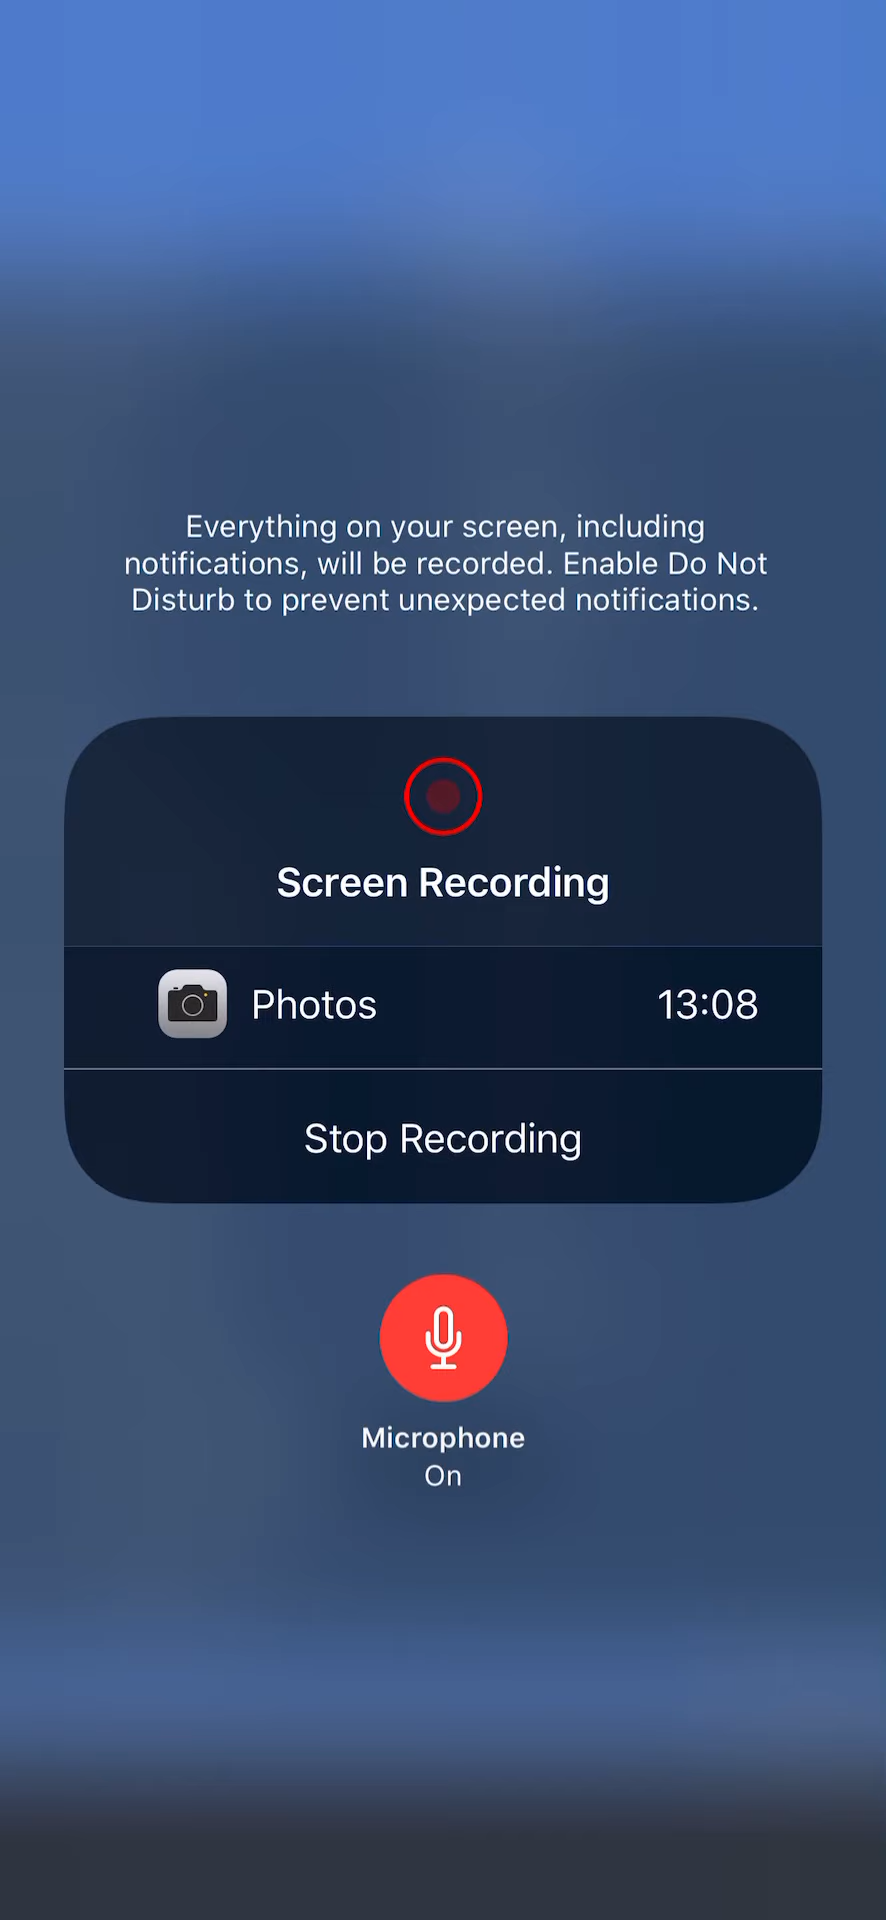 Everything on your screen, including
notifications, will be recorded. Enable Do Not
Disturb to prevent unexpected notifications.
Screen Recording
Photos 13:08
Stop Recording
Microphone
On